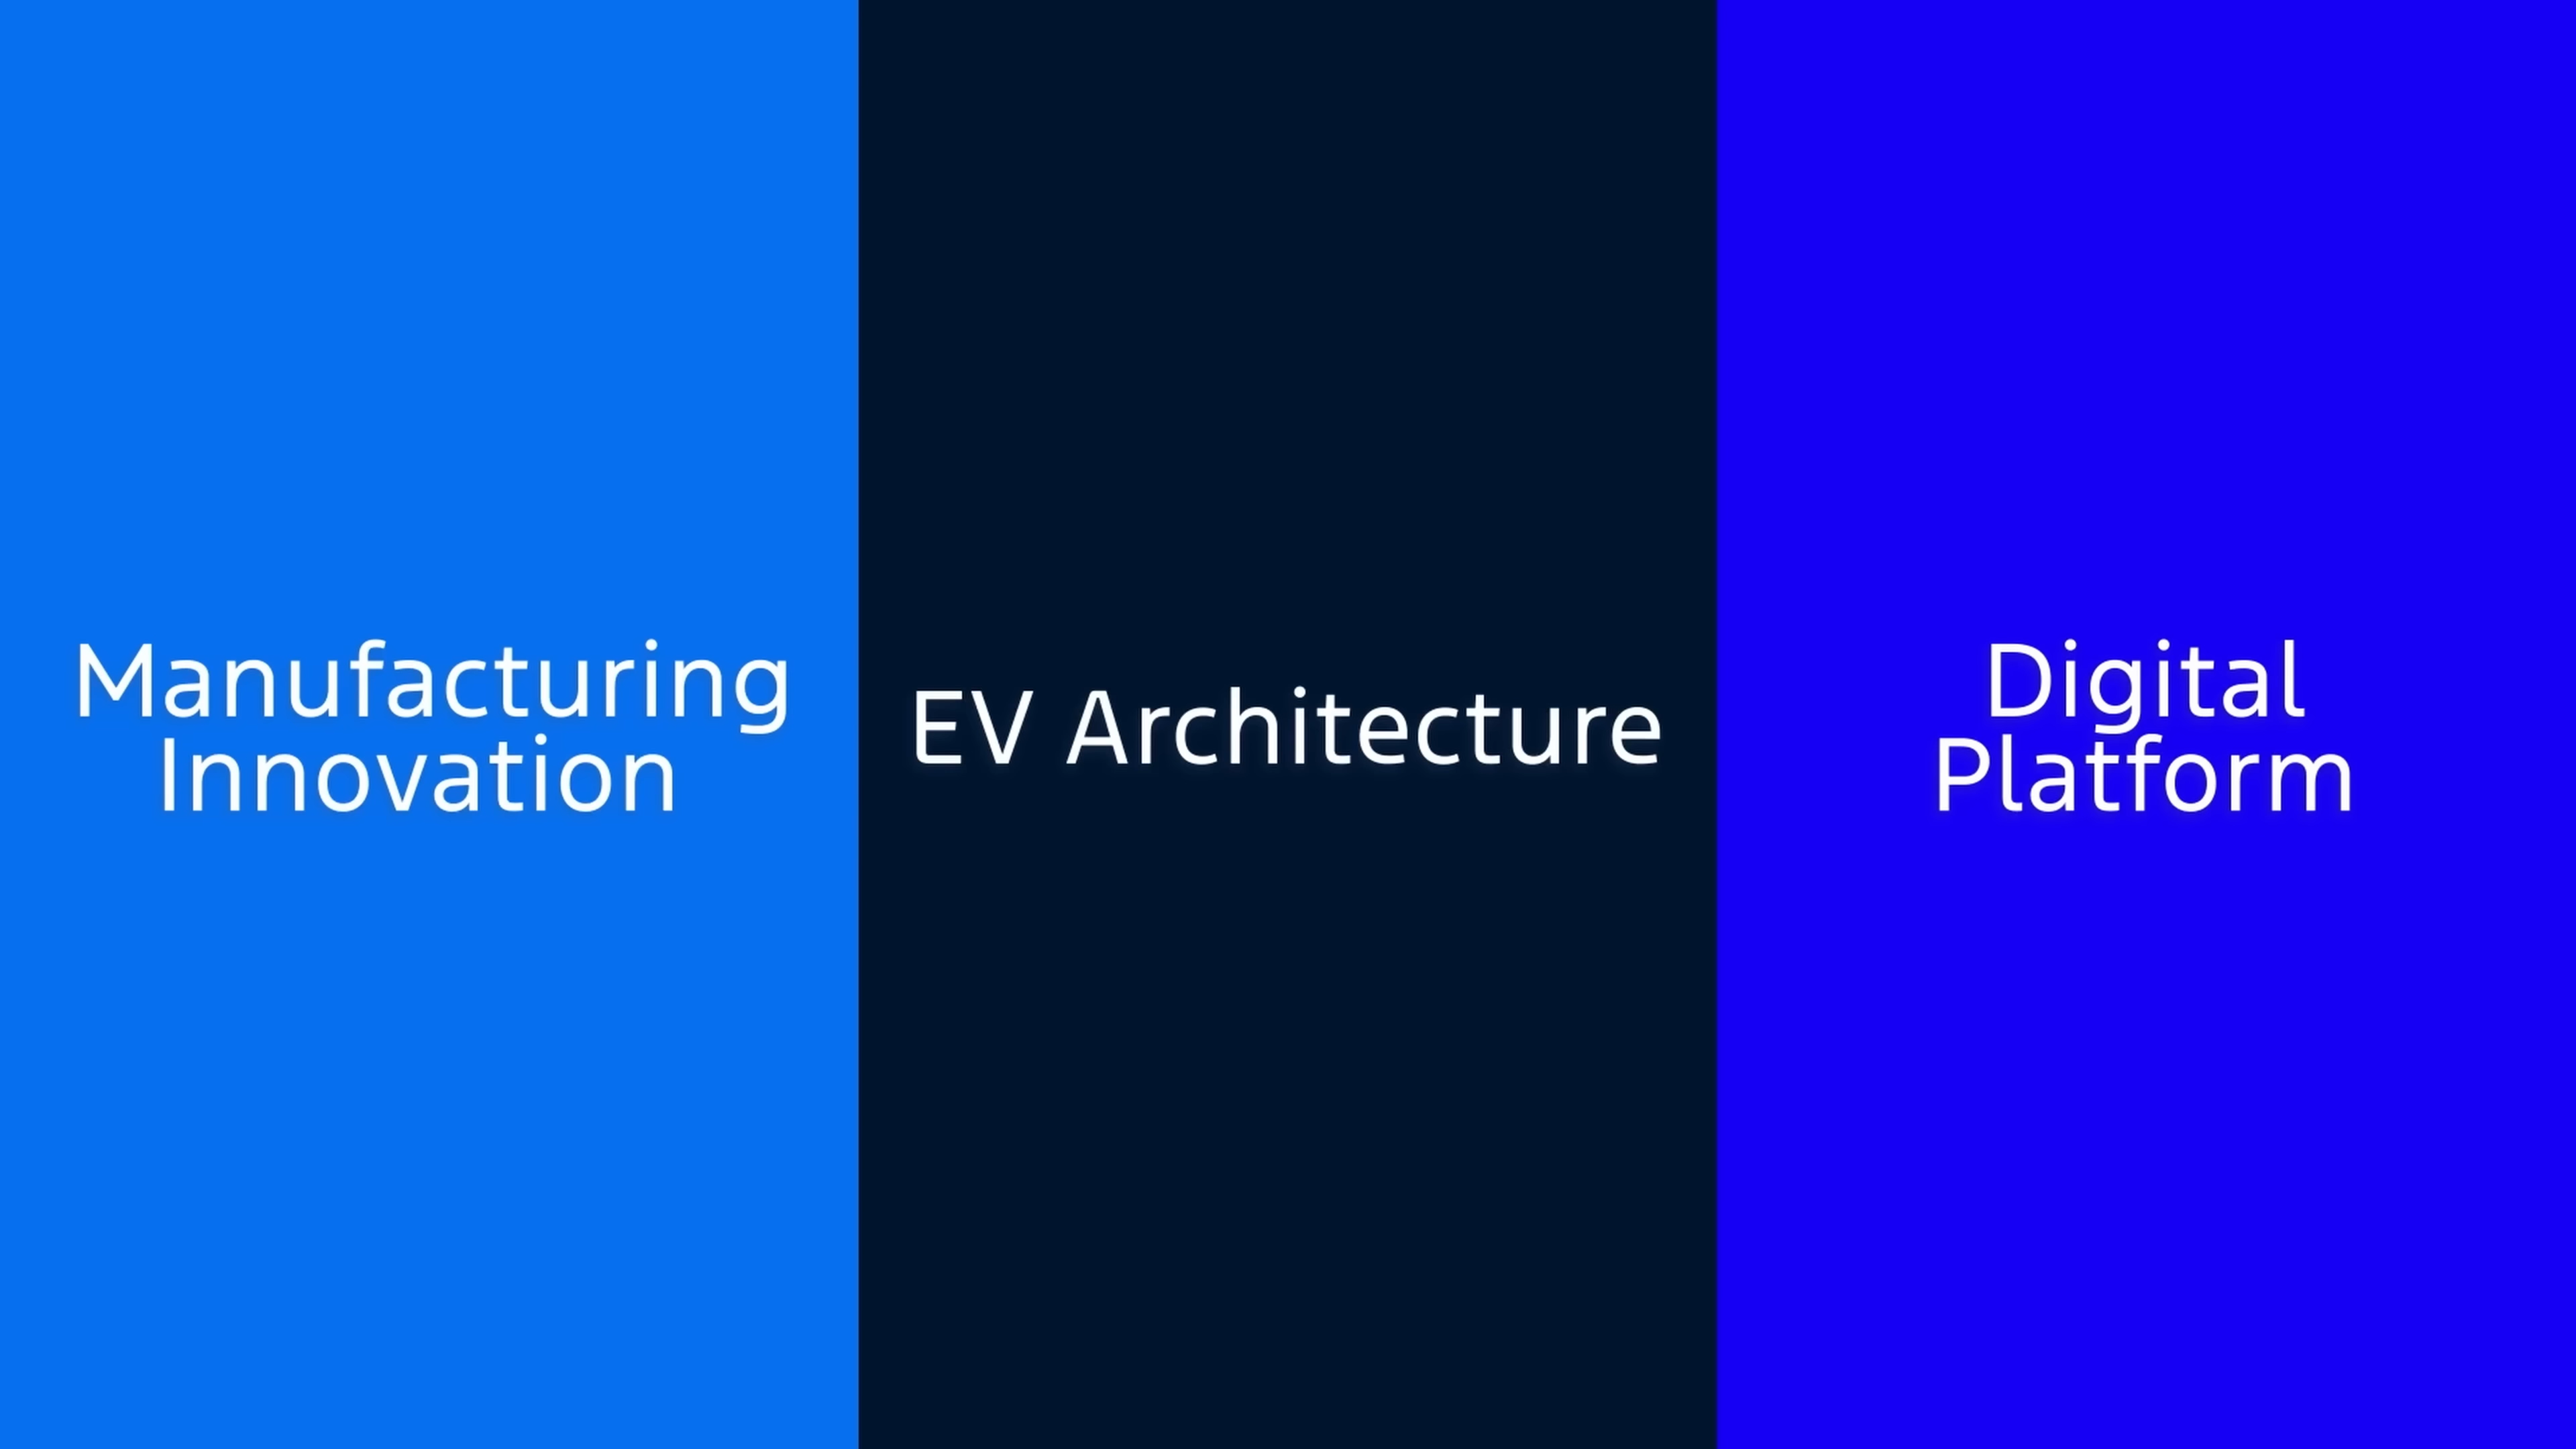 Manufacturing
Innovation
EV Architecture
Digital
Platform